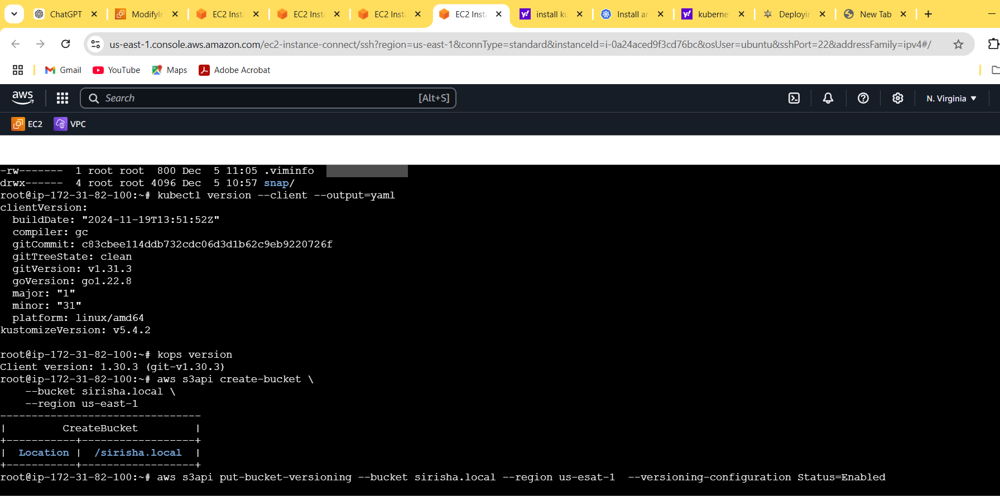 ChatGPT
ModifyIn
EC2 Insta
EC2 Insta
EC2 Insta
EC2 Insta
install ku
Install an
kubernet
Deployin
New Tab
us-east-1.console.aws.amazon.com/ec2-instance-connect/ssh?region=us-east-1&connType=standard&instanceId=i-0a24aced9f3cd76bc&osUser=ubuntu&sshPort=22&addressFamily=ipv4#/
Gmail
YouTube
Maps
Adobe Acrobat
aws
Search
[Alt+S]
N. Virginia
EC2
VPC
-rw------- 1 root root 800 Dec 5 11:05 .viminfo
drwx------ 4 root root 4096 Dec 5 10:57 snap/
root@ip-172-31-82-100:~# kubectl version --client --output=yaml
clientVersion:
  buildDate: "2024-11-19T13:51:52Z"
  compiler: gc
  gitCommit: c83cbee114ddb732cdc06d3d1b62c9eb9220726f
  gitTreeState: clean
  gitVersion: v1.31.3
  goVersion: go1.22.8
  major: "1"
  minor: "31"
  platform: linux/amd64
kustomizeVersion: v5.4.2
root@ip-172-31-82-100:~# kops version
Client version: 1.30.3 (git-v1.30.3)
root@ip-172-31-82-100:~# aws s3api create-bucket \
    --bucket sirisha.local \
    --region us-east-1
--------------------------------
|         CreateBucket         |
+-----------+------------------+
|  Location |  /sirisha.local  |
+-----------+------------------+
root@ip-172-31-82-100:~# aws s3api put-bucket-versioning --bucket sirisha.local --region us-esat-1  --versioning-configuration Status=Enabled